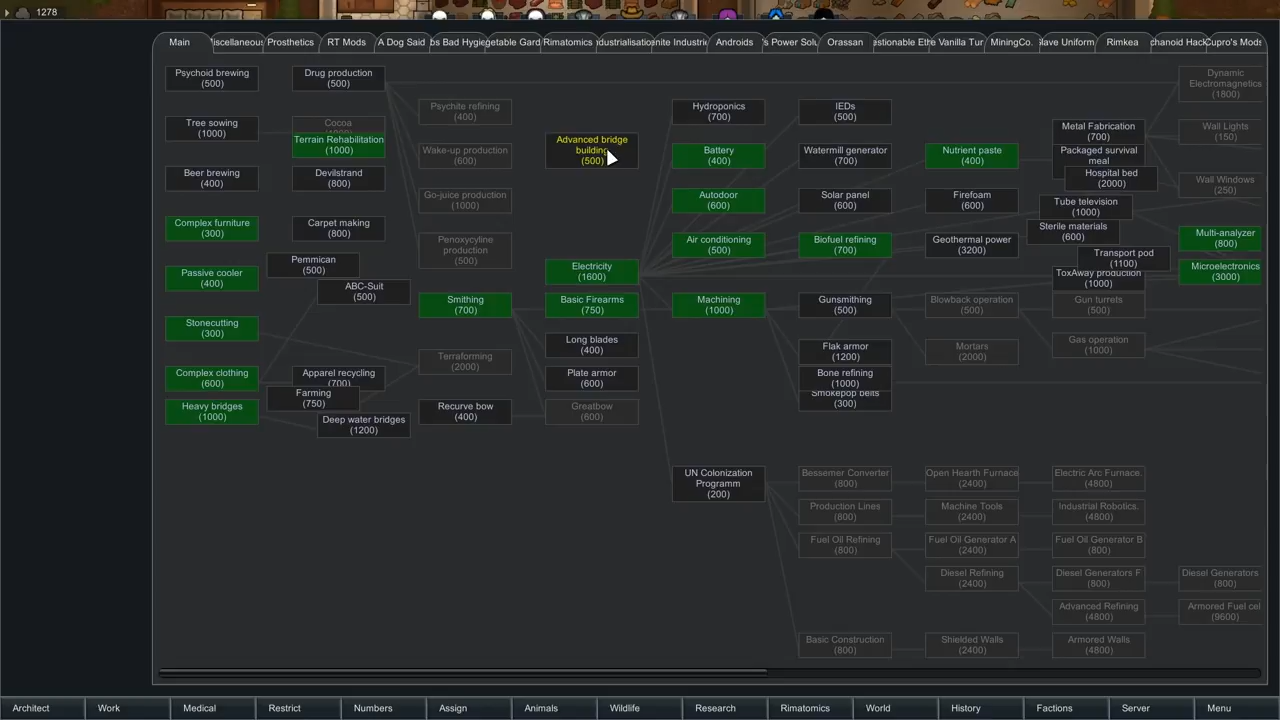 1278
Main
iscellaneous
Prosthetics
RT Mods
A Dog Said
bs Bad Hygie
getable Gard
Rimatomics
ndustrialisatio
nite Industrie
Androids
's Power Solu
Orassan
estionable Ethe
Vanilla Tur
MiningCo.
Slave Uniform
Rimkea
chanoid Hack
Cupro's Mods
Psychoid brewing
(500)
Drug production
(500)
Dynamic
Electromagnetics
(1800)
Psychite refining
(400)
Hydroponics
(700)
IEDs
(500)
Tree sowing
(1000)
Cocoa
Terrain Rehabilitation
(1000)
Metal Fabrication
(700)
Wall Lights
(150)
Advanced bridge
building
(500)
Wake-up production
(600)
Battery
(400)
Watermill generator
(700)
Nutrient paste
(400)
Packaged survival
meal
Hospital bed
(2000)
Beer brewing
(400)
Devilstrand
(800)
Wall Windows
(250)
Go-juice production
(1000)
Autodoor
(600)
Solar panel
(600)
Firefoam
(600)
Tube television
(1000)
Complex furniture
(300)
Carpet making
(800)
Sterile materials
(600)
Multi-analyzer
(800)
Penoxycyline
production
(500)
Air conditioning
(500)
Biofuel refining
(700)
Geothermal power
(3200)
Transport pod
(1100)
Pemmican
(500)
Passive cooler
(400)
Electricity
(1600)
ToxAway production
(1000)
Microelectronics
(3000)
ABC-Suit
(500)
Smithing
(700)
Basic Firearms
(750)
Machining
(1000)
Gunsmithing
(500)
Blowback operation
(500)
Gun turrets
(500)
Stonecutting
(300)
Long blades
(400)
Flak armor
(1200)
Mortars
(2000)
Gas operation
(1000)
Terraforming
(2000)
Complex clothing
(600)
Apparel recycling
(700)
Plate armor
(600)
Bone refining
(1000)
Farming
(750)
Smokepop belts
(300)
Heavy bridges
(1000)
Deep water bridges
(1200)
Recurve bow
(400)
Greatbow
(600)
UN Colonization
Programm
(200)
Bessemer Converter
(800)
Open Hearth Furnace
(2400)
Electric Arc Furnace.
(4800)
Production Lines
(800)
Machine Tools
(2400)
Industrial Robotics.
(4800)
Fuel Oil Refining
(800)
Fuel Oil Generator A
(2400)
Fuel Oil Generator B
(800)
Diesel Refining
(2400)
Diesel Generators F
(800)
Diesel Generators
(800)
Advanced Refining
(4800)
Armored Fuel cel
(9600)
Basic Construction
(800)
Shielded Walls
(2400)
Armored Walls
(4800)
Architect
Work
Medical
Restrict
Numbers
Assign
Animals
Wildlife
Research
Rimatomics
World
History
Factions
Server
Menu